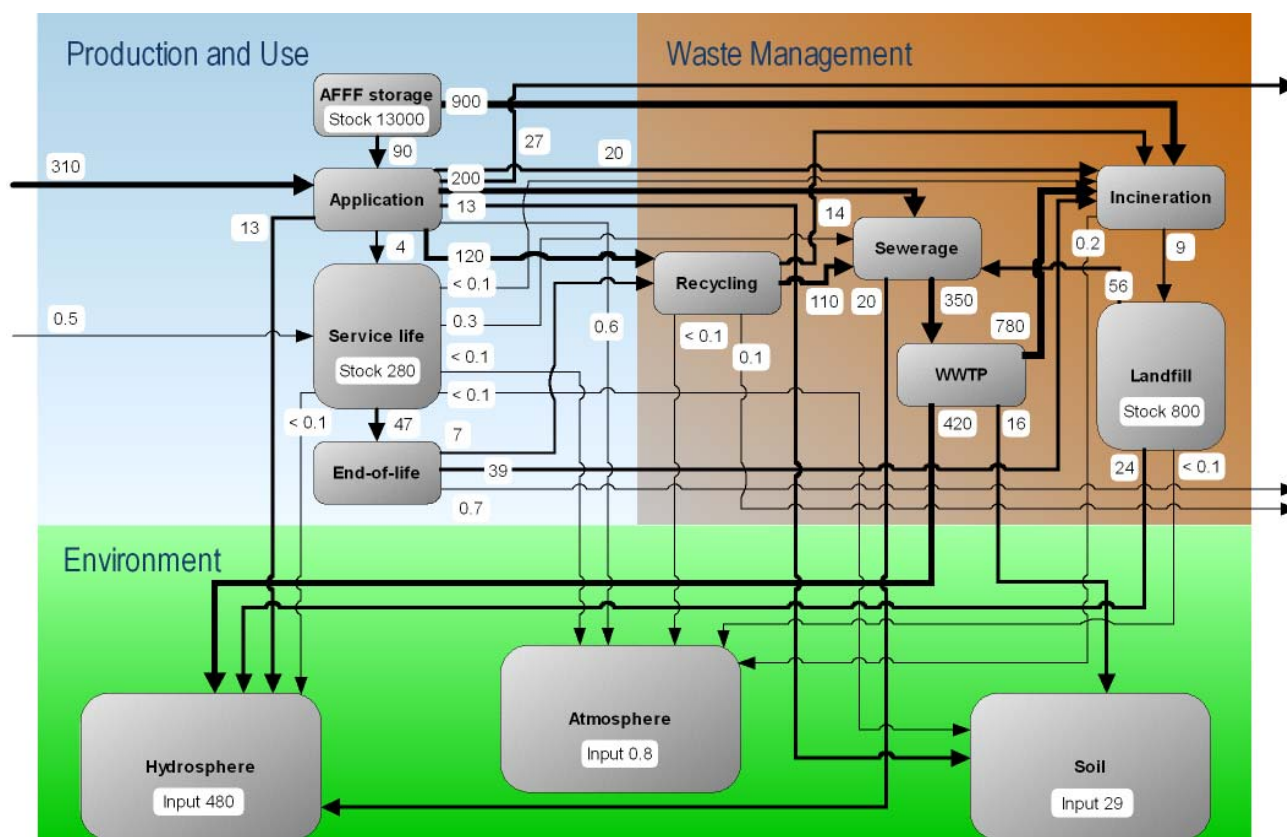 Production and Use
Waste Management
AFFF storage
Stock 13000
900
90
27
20
310
Application
200
13
13
14
4
120
Sewerage
Incineration
0.2
9
Recycling
< 0.1
110
20
350
56
0.5
Service life
Stock 280
0.3
0.6
< 0.1
0.1
780
< 0.1
< 0.1
WWTP
Landfill
Stock 800
< 0.1
47
7
420
16
End-of-life
39
24
< 0.1
0.7
Environment
Atmosphere
Input 0.8
Hydrosphere
Input 480
Soil
Input 29